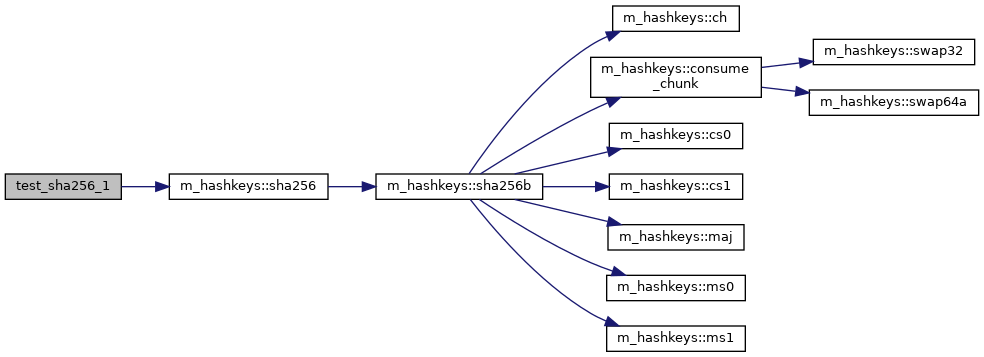 test_sha256_1
m_hashkeys::sha256
m_hashkeys::sha256b
m_hashkeys::ch
m_hashkeys::consume
_chunk
m_hashkeys::swap32
m_hashkeys::swap64a
m_hashkeys::cs0
m_hashkeys::cs1
m_hashkeys::maj
m_hashkeys::ms0
m_hashkeys::ms1